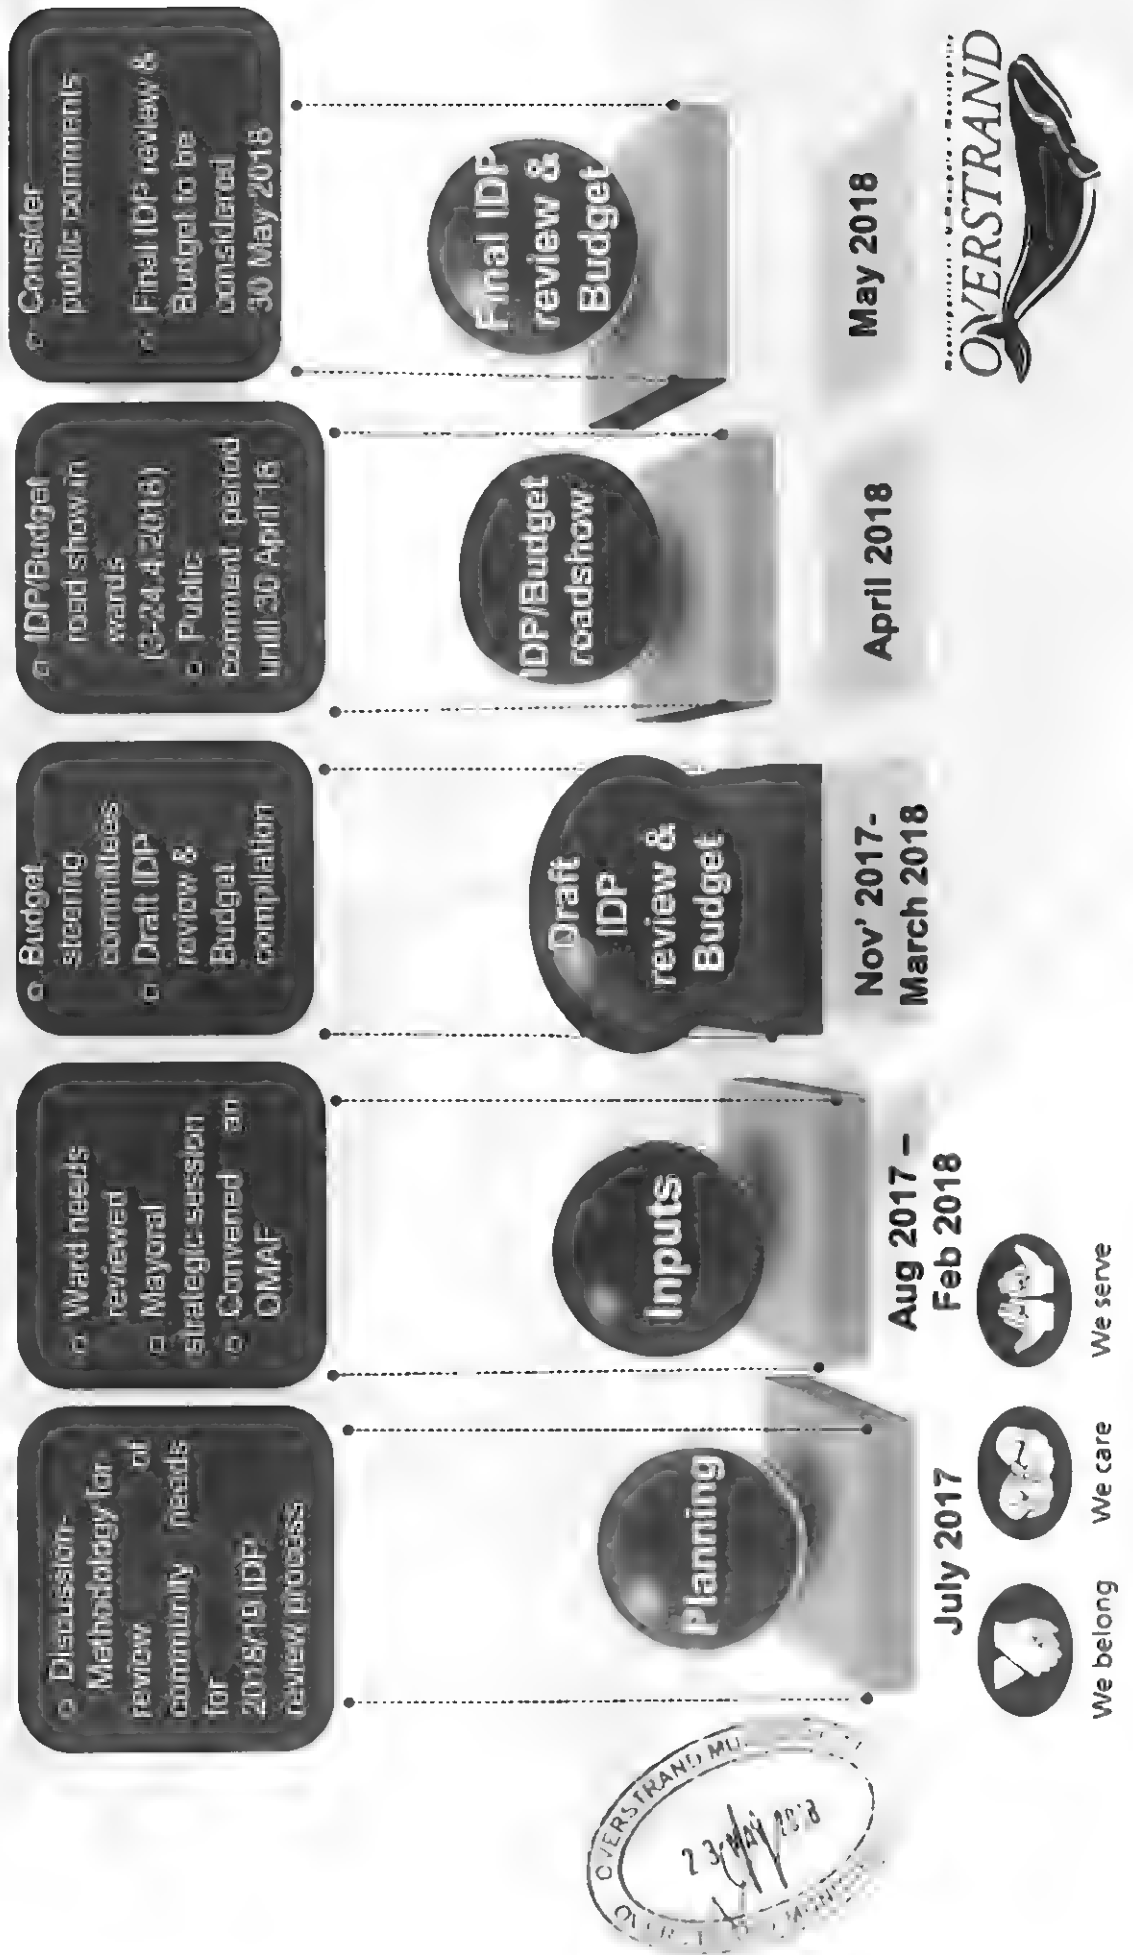 o Discussion-
Methodology for
review of
community needs
for
2018/19 IDP
review process
o Ward needs
reviewed
o Mayoral
strategic session
o Convened an
OMAF
o Budget
steering
committees
o Draft IDP
review &
Budget
compilation
o IDP/Budget
road show in
wards
(3-24.4.2018)
o Public
comment period
until 30 April'18
o Consider
public comments
o Final IDP review &
Budget to be
considered
30 May 2018
Planning
Inputs
Draft
IDP
review &
Budget
IDP/Budget
roadshow
Final IDP
review &
Budget
July 2017
Aug 2017 –
Feb 2018
Nov' 2017-
March 2018
April 2018
May 2018
OVERSTRAND
23 MAY 2018
We belong
We care
We serve
Munisipaliteit • U-Masipala • Municipality
OVERSTRAND